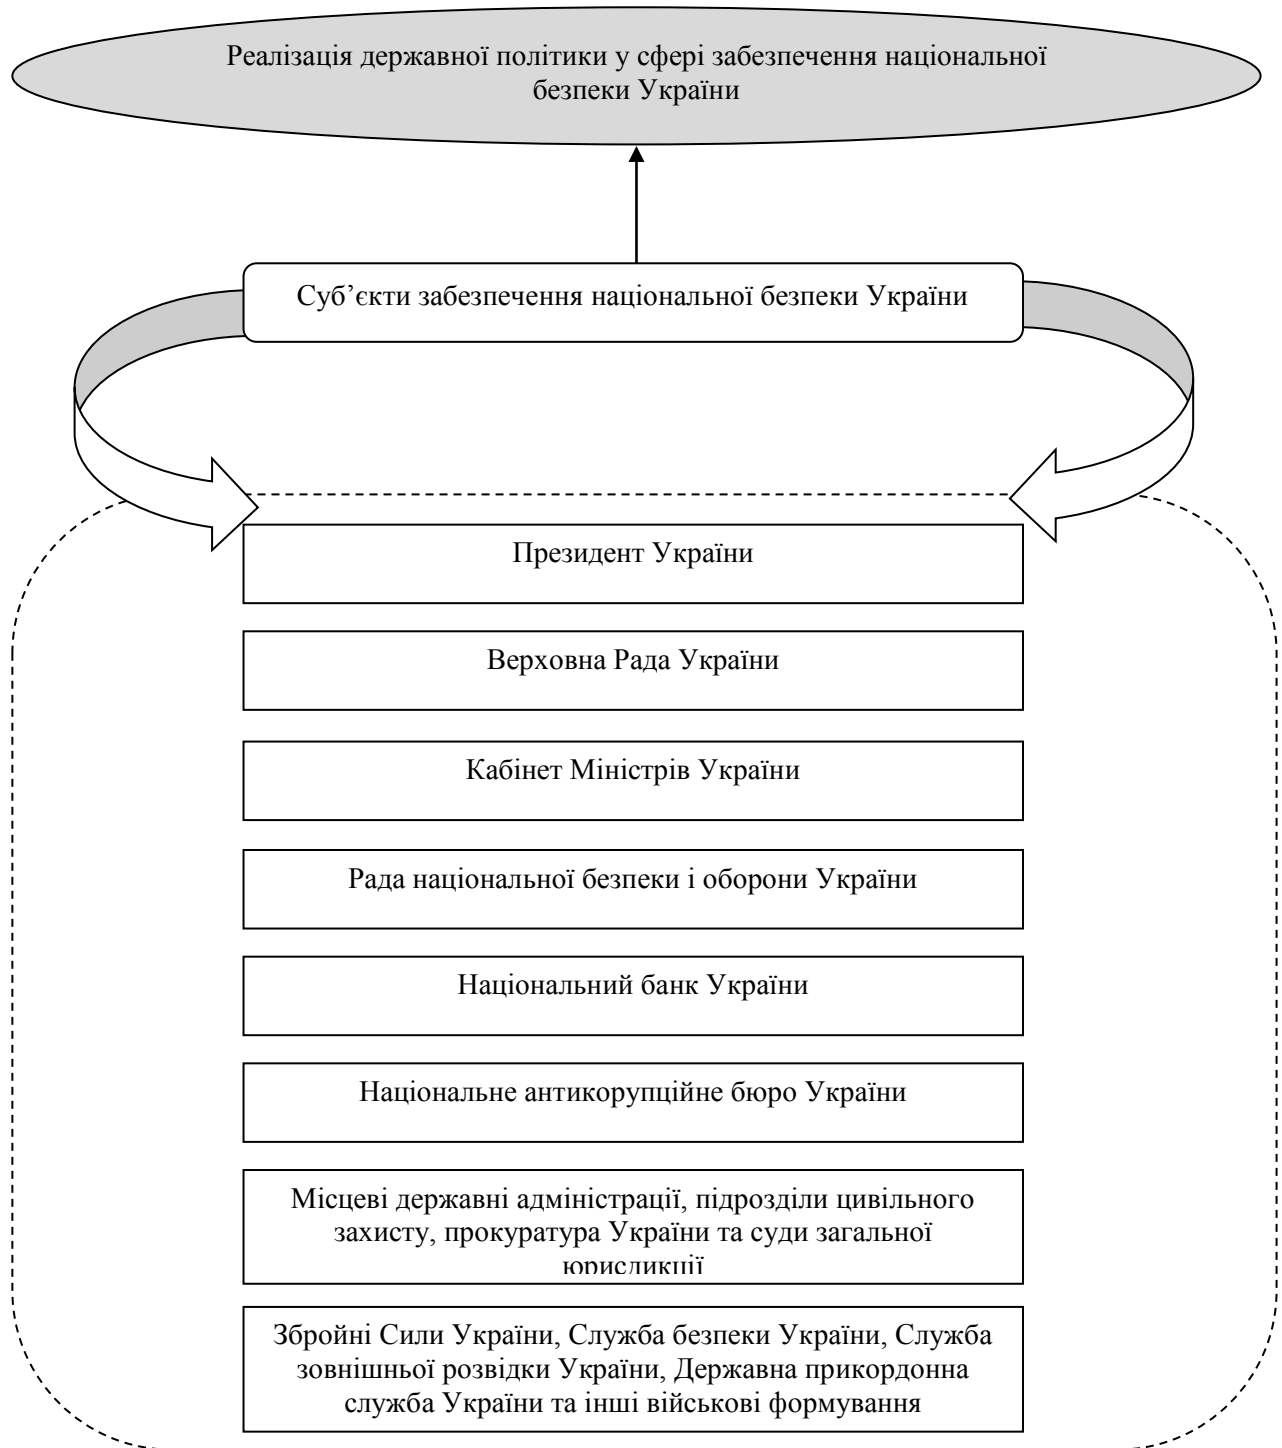 Реалізація державної політики у сфері забезпечення національної
безпеки України
Суб’єкти забезпечення національної безпеки України
Президент України
Верховна Рада України
Кабінет Міністрів України
Рада національної безпеки і оборони України
Національний банк України
Національне антикорупційне бюро України
Місцеві державні адміністрації, підрозділи цивільного
захисту, прокуратура України та суди загальної
юрисдикції
Збройні Сили України, Служба безпеки України, Служба
зовнішньої розвідки України, Державна прикордонна
служба України та інші військові формування